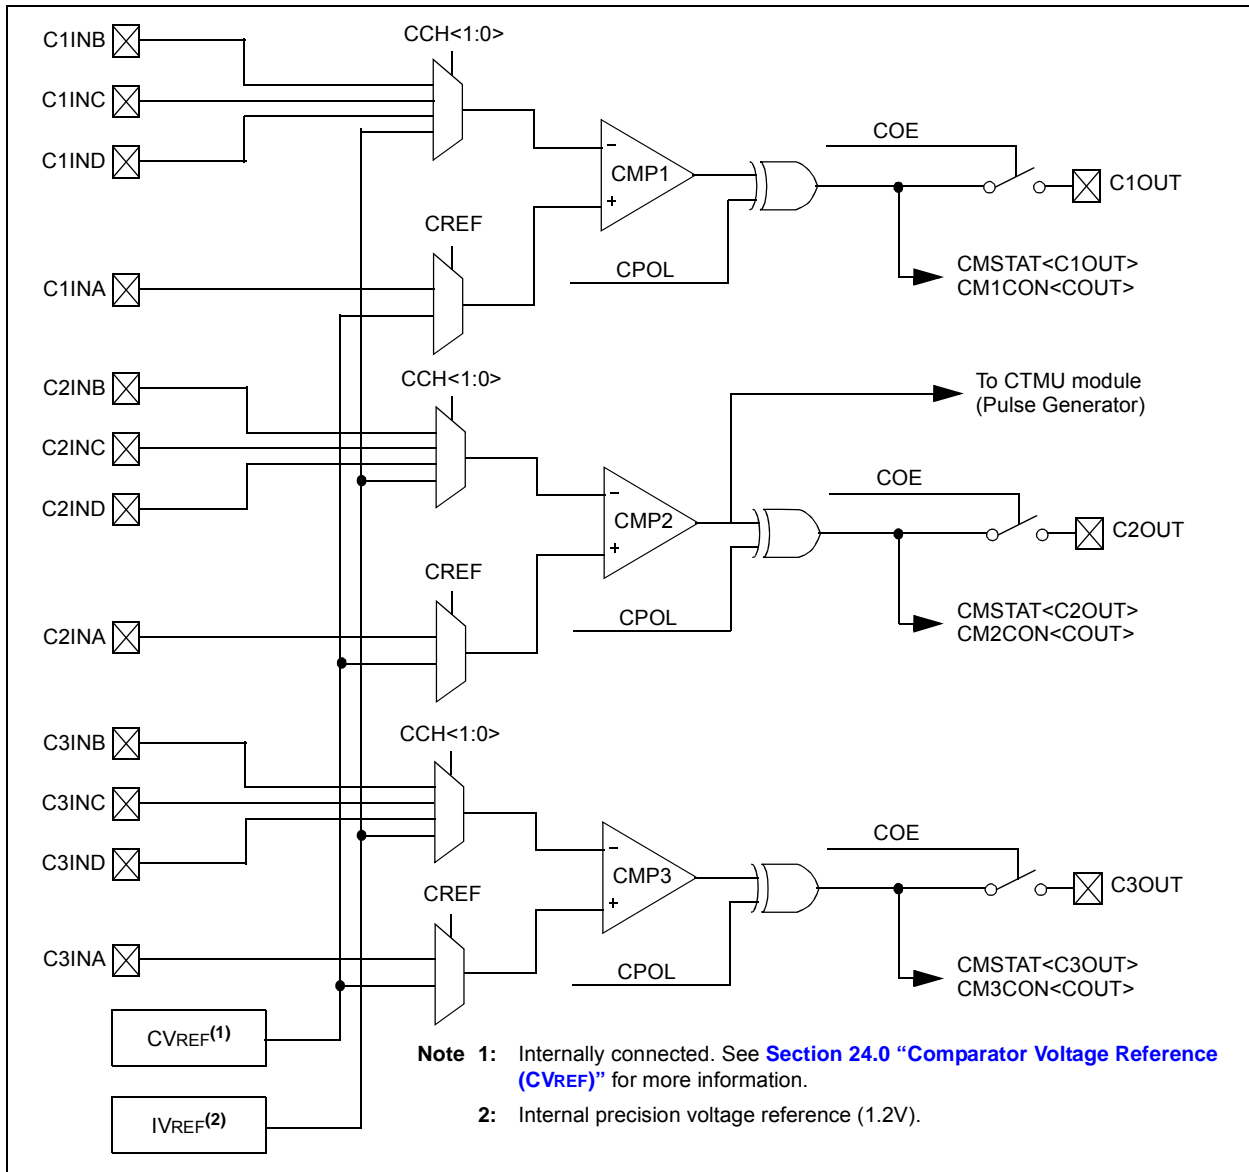 C1INB
CCH<1:0>
C1INC
C1IND
COE
CMP1
-
+
C1OUT
CREF
C1INA
CPOL
CMSTAT<C1OUT>
CM1CON<COUT>
C2INB
CCH<1:0>
To CTMU module
(Pulse Generator)
C2INC
C2IND
COE
CMP2
-
+
C2OUT
CREF
C2INA
CPOL
CMSTAT<C2OUT>
CM2CON<COUT>
C3INB
CCH<1:0>
C3INC
C3IND
COE
CMP3
-
+
C3OUT
CREF
C3INA
CPOL
CMSTAT<C3OUT>
CM3CON<COUT>
CVREF(1)
IVREF(2)
Note 1: Internally connected. See Section 24.0 “Comparator Voltage Reference
(CVREF)” for more information.
2: Internal precision voltage reference (1.2V).